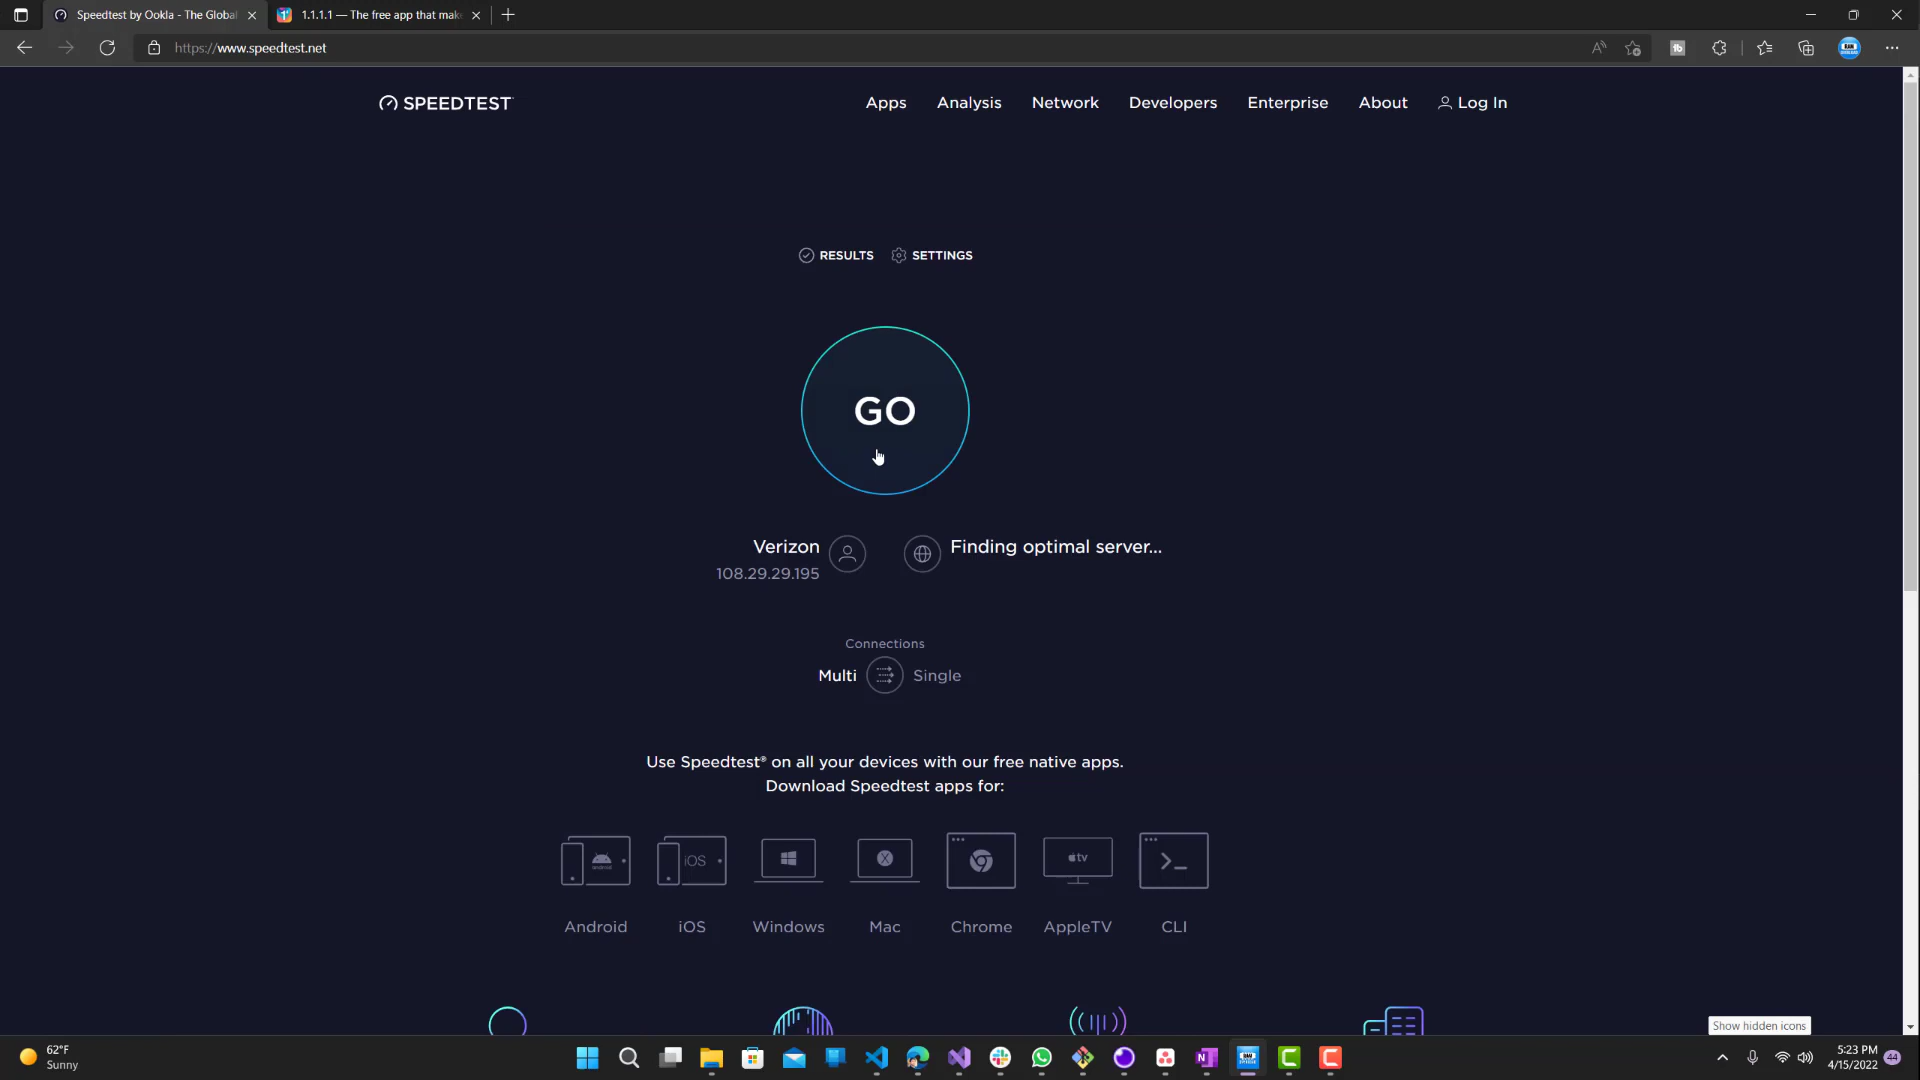 Speedtest by Ookla - The Global
1.1.1.1 — The free app that mak
https://www.speedtest.net
SPEEDTEST
Apps
Analysis
Network
Developers
Enterprise
About
Log In
RESULTS
SETTINGS
GO
Verizon
108.29.29.195
Finding optimal server...
Connections
Multi
Single
Use Speedtest® on all your devices with our free native apps.
Download Speedtest apps for:
android
iOS
tv
Android
iOS
Windows
Mac
Chrome
AppleTV
CLI
Show hidden icons
62°F
Sunny
5:23 PM
4/15/2022
44